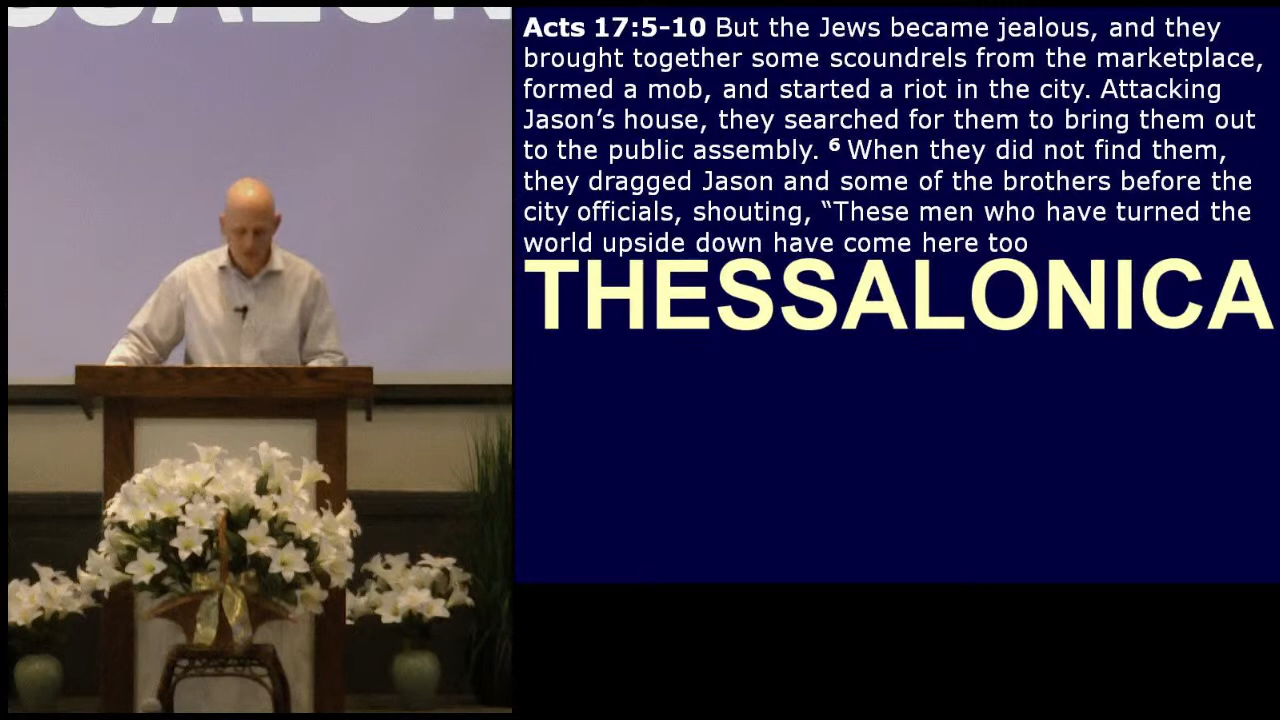 Acts 17:5-10 But the Jews became jealous, and they
brought together some scoundrels from the marketplace,
formed a mob, and started a riot in the city. Attacking
Jason’s house, they searched for them to bring them out
to the public assembly. 6 When they did not find them,
they dragged Jason and some of the brothers before the
city officials, shouting, “These men who have turned the
world upside down have come here too
THESSALONICA